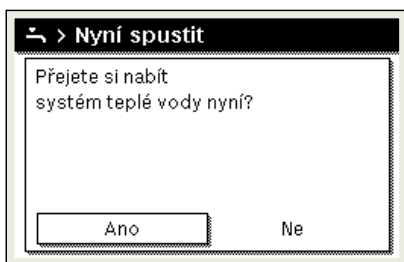 > Nyní spustit
Přejete si nabít
systém teplé vody nyní?
Ano Ne